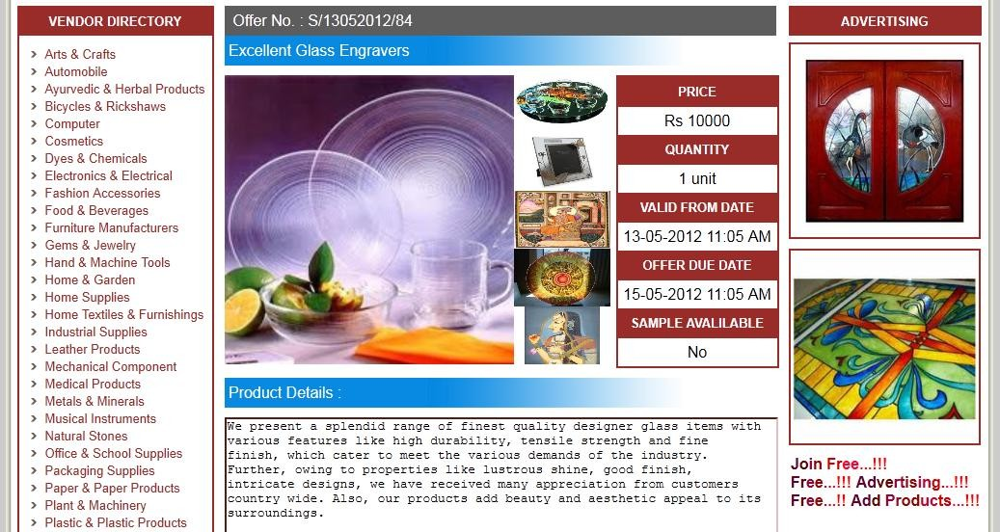 VENDOR DIRECTORY
Arts & Crafts
Automobile
Ayurvedic & Herbal Products
Bicycles & Rickshaws
Computer
Cosmetics
Dyes & Chemicals
Electronics & Electrical
Fashion Accessories
Food & Beverages
Furniture Manufacturers
Gems & Jewelry
Hand & Machine Tools
Home & Garden
Home Supplies
Home Textiles & Furnishings
Industrial Supplies
Leather Products
Mechanical Component
Medical Products
Metals & Minerals
Musical Instruments
Natural Stones
Office & School Supplies
Packaging Supplies
Paper & Paper Products
Plant & Machinery
Plastic & Plastic Products
Offer No. : S/13052012/84
Excellent Glass Engravers
PRICE
Rs 10000
QUANTITY
1 unit
VALID FROM DATE
13-05-2012 11:05 AM
OFFER DUE DATE
15-05-2012 11:05 AM
SAMPLE AVALILABLE
No
Product Details :
We present a splendid range of finest quality designer glass items with
various features like high durability, tensile strength and fine
finish, which cater to meet the various demands of the industry.
Further, owing to properties like lustrous shine, good finish,
intricate designs, we have received many appreciation from customers
country wide. Also, our products add beauty and aesthetic appeal to its
surroundings.
ADVERTISING
Join Free...!!!
Free...!!! Advertising...!!!
Free...!! Add Products...!!!